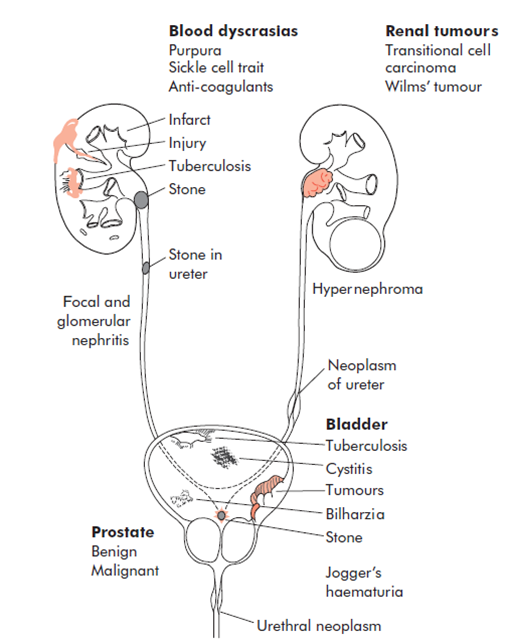 Blood dyscrasias
Purpura
Sickle cell trait
Anti-coagulants
Renal tumours
Transitional cell
carcinoma
Wilms' tumour
Infarct
Injury
Tuberculosis
Stone
Stone in
ureter
Focal and
glomerular
nephritis
Hypernephroma
Neoplasm
of ureter
Bladder
Tuberculosis
Cystitis
Tumours
Bilharzia
Stone
Prostate
Benign
Malignant
Jogger's
haematuria
Urethral neoplasm